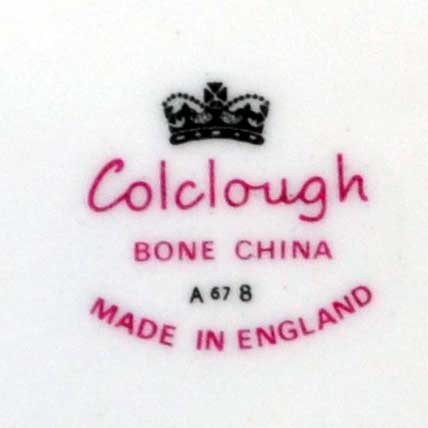 Colclough
BONE CHINA
A 67 8
MADE IN ENGLAND